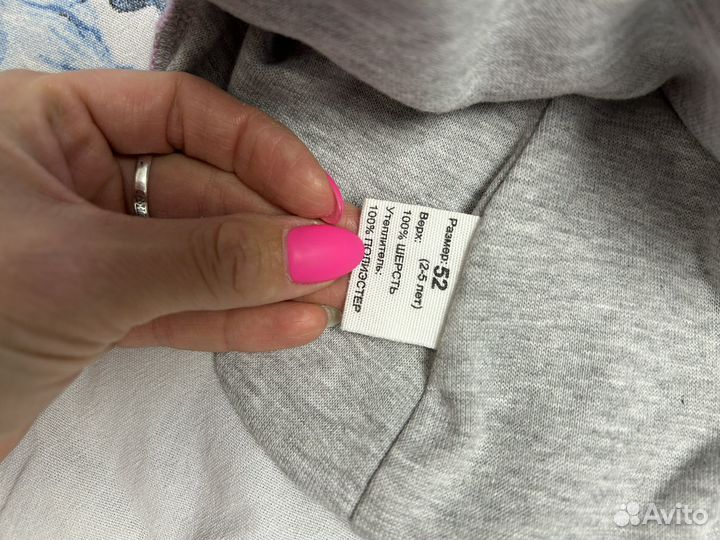 Размер: 52
(2-5 лет)
Верх:
100% ШЕРСТЬ
Утеплитель:
100% ПОЛИЭСТЕР
Avito